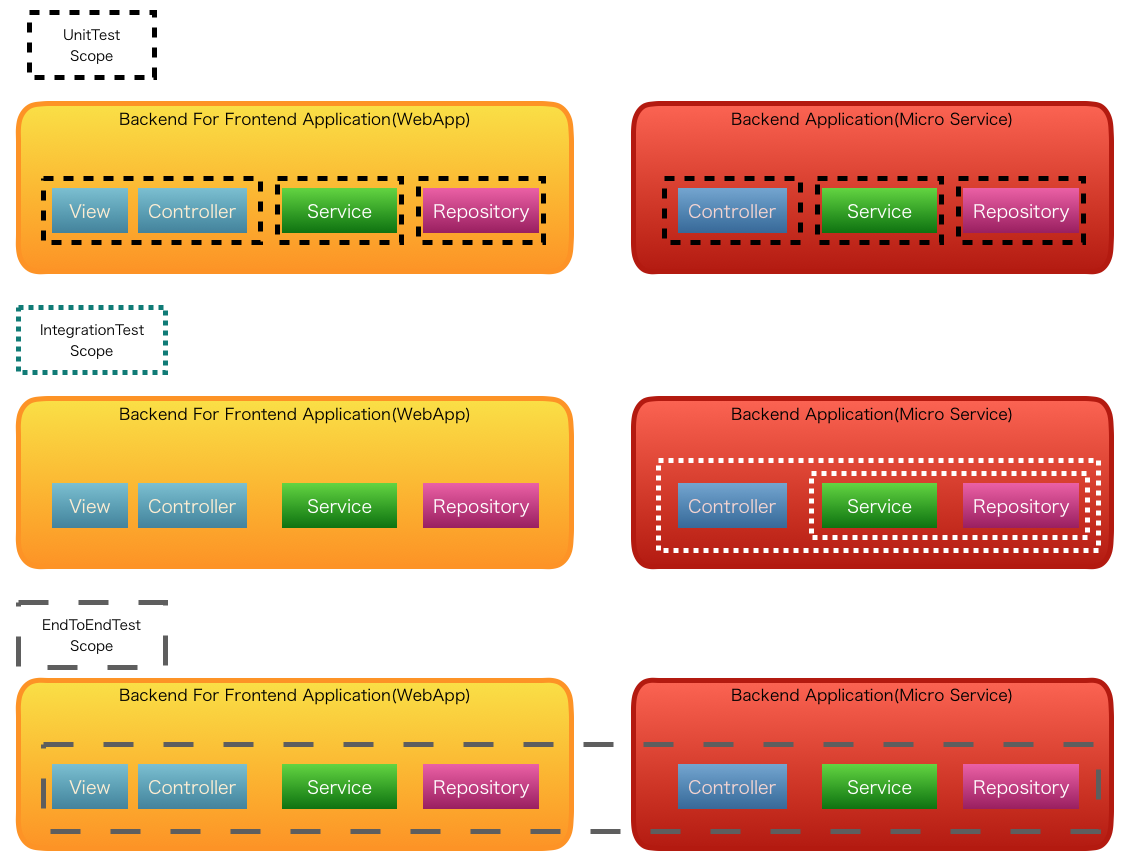 UnitTest
Scope
Backend For Frontend Application(WebApp)
View
Controller
Service
Repository
Backend Application(Micro Service)
Controller
Service
Repository
IntegrationTest
Scope
Backend For Frontend Application(WebApp)
View
Controller
Service
Repository
Backend Application(Micro Service)
Controller
Service
Repository
EndToEndTest
Scope
Backend For Frontend Application(WebApp)
View
Controller
Service
Repository
Backend Application(Micro Service)
Controller
Service
Repository